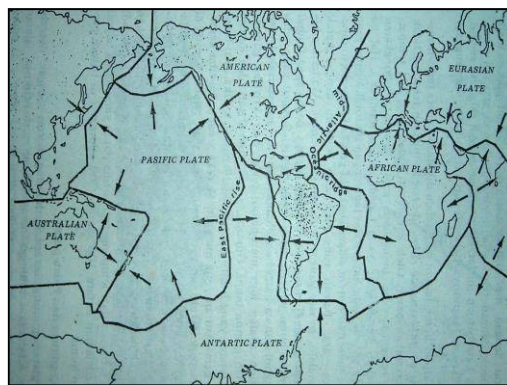 AMERICAN
PLATE
EURASIAN
PLATE
PASIFIC PLATE
AFRICAN PLATE
AUSTRALIAN
PLATE
East Pacific rise
ANTARTIC PLATE